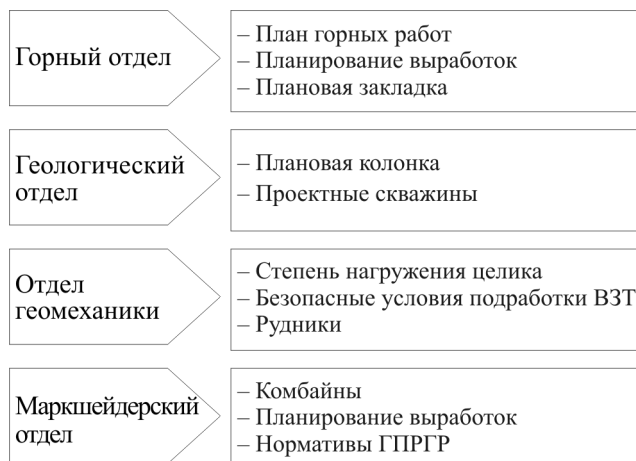 Горный отдел
– План горных работ
– Планирование выработок
– Плановая закладка
Геологический
отдел
– Плановая колонка
– Проектные скважины
Отдел
геомеханики
– Степень нагружения целика
– Безопасные условия подработки ВЗТ
– Рудники
Маркшейдерский
отдел
– Комбайны
– Планирование выработок
– Нормативы ГПРГР